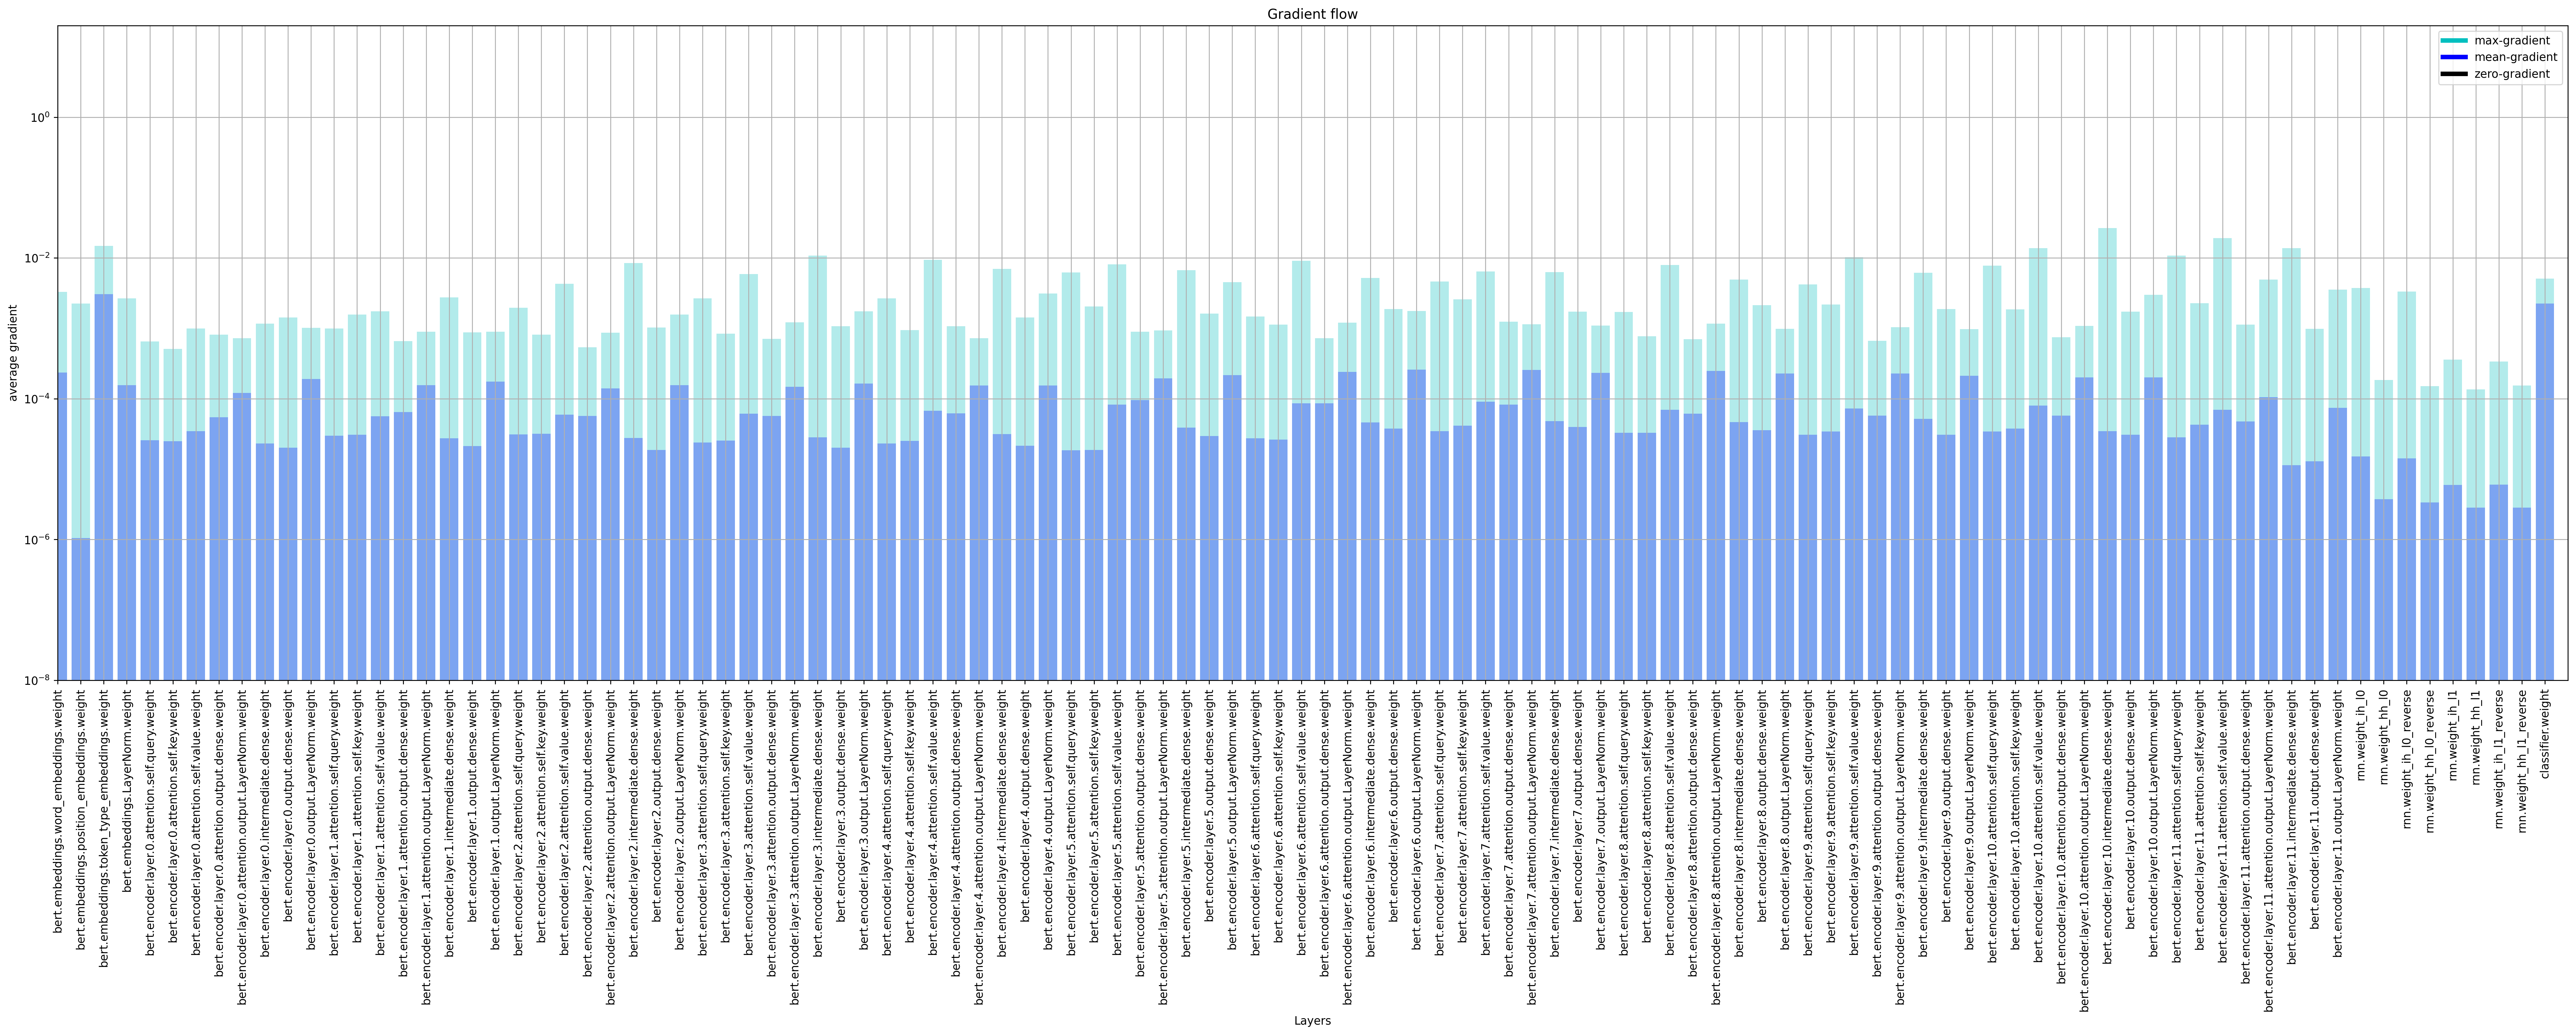 Gradient flow
max-gradient
mean-gradient
zero-gradient
average gradient
10⁰
10⁻²
10⁻⁴
10⁻⁶
10⁻⁸
bert.embeddings.word_embeddings.weight
bert.embeddings.position_embeddings.weight
bert.embeddings.token_type_embeddings.weight
bert.embeddings.LayerNorm.weight
bert.encoder.layer.0.attention.self.query.weight
bert.encoder.layer.0.attention.self.key.weight
bert.encoder.layer.0.attention.self.value.weight
bert.encoder.layer.0.attention.output.dense.weight
bert.encoder.layer.0.attention.output.LayerNorm.weight
bert.encoder.layer.0.intermediate.dense.weight
bert.encoder.layer.0.output.dense.weight
bert.encoder.layer.0.output.LayerNorm.weight
bert.encoder.layer.1.attention.self.query.weight
bert.encoder.layer.1.attention.self.key.weight
bert.encoder.layer.1.attention.self.value.weight
bert.encoder.layer.1.attention.output.dense.weight
bert.encoder.layer.1.attention.output.LayerNorm.weight
bert.encoder.layer.1.intermediate.dense.weight
bert.encoder.layer.1.output.dense.weight
bert.encoder.layer.1.output.LayerNorm.weight
bert.encoder.layer.2.attention.self.query.weight
bert.encoder.layer.2.attention.self.key.weight
bert.encoder.layer.2.attention.self.value.weight
bert.encoder.layer.2.attention.output.dense.weight
bert.encoder.layer.2.attention.output.LayerNorm.weight
bert.encoder.layer.2.intermediate.dense.weight
bert.encoder.layer.2.output.dense.weight
bert.encoder.layer.2.output.LayerNorm.weight
bert.encoder.layer.3.attention.self.query.weight
bert.encoder.layer.3.attention.self.key.weight
bert.encoder.layer.3.attention.self.value.weight
bert.encoder.layer.3.attention.output.dense.weight
bert.encoder.layer.3.attention.output.LayerNorm.weight
bert.encoder.layer.3.intermediate.dense.weight
bert.encoder.layer.3.output.dense.weight
bert.encoder.layer.3.output.LayerNorm.weight
bert.encoder.layer.4.attention.self.query.weight
bert.encoder.layer.4.attention.self.key.weight
bert.encoder.layer.4.attention.self.value.weight
bert.encoder.layer.4.attention.output.dense.weight
bert.encoder.layer.4.attention.output.LayerNorm.weight
bert.encoder.layer.4.intermediate.dense.weight
bert.encoder.layer.4.output.dense.weight
bert.encoder.layer.4.output.LayerNorm.weight
bert.encoder.layer.5.attention.self.query.weight
bert.encoder.layer.5.attention.self.key.weight
bert.encoder.layer.5.attention.self.value.weight
bert.encoder.layer.5.attention.output.dense.weight
bert.encoder.layer.5.attention.output.LayerNorm.weight
bert.encoder.layer.5.intermediate.dense.weight
bert.encoder.layer.5.output.dense.weight
bert.encoder.layer.5.output.LayerNorm.weight
bert.encoder.layer.6.attention.self.query.weight
bert.encoder.layer.6.attention.self.key.weight
bert.encoder.layer.6.attention.self.value.weight
bert.encoder.layer.6.attention.output.dense.weight
bert.encoder.layer.6.attention.output.LayerNorm.weight
bert.encoder.layer.6.intermediate.dense.weight
bert.encoder.layer.6.output.dense.weight
bert.encoder.layer.6.output.LayerNorm.weight
bert.encoder.layer.7.attention.self.query.weight
bert.encoder.layer.7.attention.self.key.weight
bert.encoder.layer.7.attention.self.value.weight
bert.encoder.layer.7.attention.output.dense.weight
bert.encoder.layer.7.attention.output.LayerNorm.weight
bert.encoder.layer.7.intermediate.dense.weight
bert.encoder.layer.7.output.dense.weight
bert.encoder.layer.7.output.LayerNorm.weight
bert.encoder.layer.8.attention.self.query.weight
bert.encoder.layer.8.attention.self.key.weight
bert.encoder.layer.8.attention.self.value.weight
bert.encoder.layer.8.attention.output.dense.weight
bert.encoder.layer.8.attention.output.LayerNorm.weight
bert.encoder.layer.8.intermediate.dense.weight
bert.encoder.layer.8.output.dense.weight
bert.encoder.layer.8.output.LayerNorm.weight
bert.encoder.layer.9.attention.self.query.weight
bert.encoder.layer.9.attention.self.key.weight
bert.encoder.layer.9.attention.self.value.weight
bert.encoder.layer.9.attention.output.dense.weight
bert.encoder.layer.9.attention.output.LayerNorm.weight
bert.encoder.layer.9.intermediate.dense.weight
bert.encoder.layer.9.output.dense.weight
bert.encoder.layer.9.output.LayerNorm.weight
bert.encoder.layer.10.attention.self.query.weight
bert.encoder.layer.10.attention.self.key.weight
bert.encoder.layer.10.attention.self.value.weight
bert.encoder.layer.10.attention.output.dense.weight
bert.encoder.layer.10.attention.output.LayerNorm.weight
bert.encoder.layer.10.intermediate.dense.weight
bert.encoder.layer.10.output.dense.weight
bert.encoder.layer.10.output.LayerNorm.weight
bert.encoder.layer.11.attention.self.query.weight
bert.encoder.layer.11.attention.self.key.weight
bert.encoder.layer.11.attention.self.value.weight
bert.encoder.layer.11.attention.output.dense.weight
bert.encoder.layer.11.attention.output.LayerNorm.weight
bert.encoder.layer.11.intermediate.dense.weight
bert.encoder.layer.11.output.dense.weight
bert.encoder.layer.11.output.LayerNorm.weight
rnn.weight_ih_l0
rnn.weight_hh_l0
rnn.weight_ih_l0_reverse
rnn.weight_hh_l0_reverse
rnn.weight_ih_l1
rnn.weight_hh_l1
rnn.weight_ih_l1_reverse
rnn.weight_hh_l1_reverse
classifier.weight
Layers